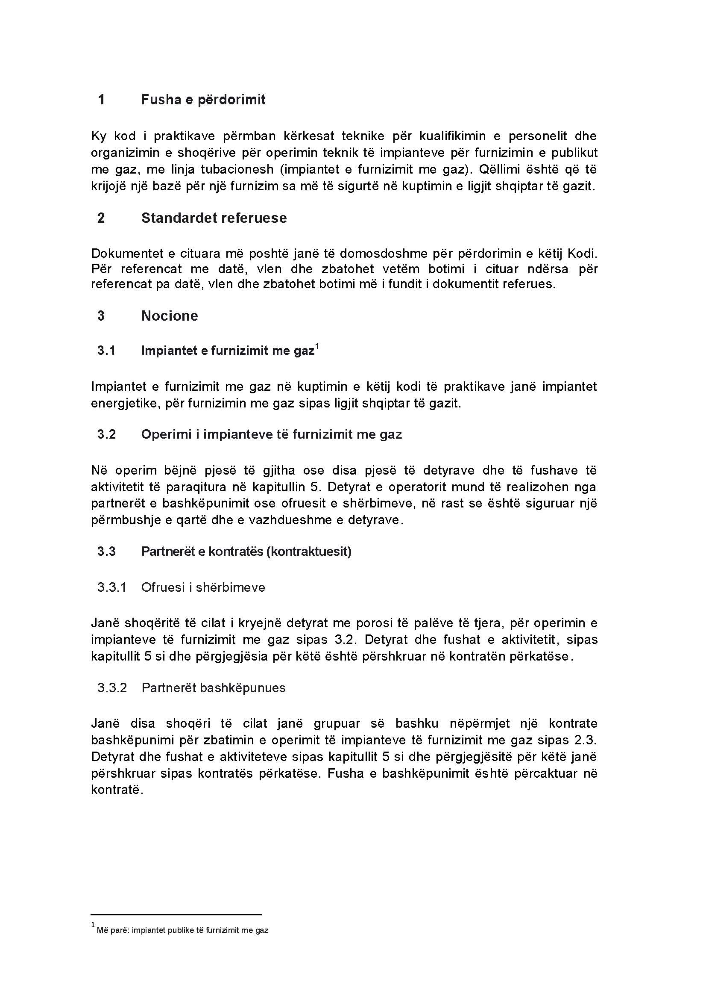 1 Fusha e përdorimit
Ky kod i praktikave përmban kërkesat teknike për kualifikimin e personelit dhe
organizimin e shoqërive për operimin teknik të impianteve për furnizimin e publikut
me gaz, me linja tubacionesh (impiantet e furnizimit me gaz). Qëllimi është që të
krijojë një bazë për një furnizim sa më të sigurtë në kuptimin e ligjit shqiptar të gazit.
2 Standardet referuese
Dokumentet e cituara më poshtë janë të domosdoshme për përdorimin e këtij Kodi.
Për referencat me datë, vlen dhe zbatohet vetëm botimi i cituar ndërsa për
referencat pa datë, vlen dhe zbatohet botimi më i fundit i dokumentit referues.
3 Nocione
3.1 Impiantet e furnizimit me gaz¹
Impiantet e furnizimit me gaz në kuptimin e këtij kodi të praktikave janë impiantet
energjetike, për furnizimin me gaz sipas ligjit shqiptar të gazit.
3.2 Operimi i impianteve të furnizimit me gaz
Në operim bëjnë pjesë të gjitha ose disa pjesë të detyrave dhe të fushave të
aktivitetit të paraqitura në kapitullin 5. Detyrat e operatorit mund të realizohen nga
partnerët e bashkëpunimit ose ofruesit e shërbimeve, në rast se është siguruar një
përmbushje e qartë dhe e vazhdueshme e detyrave.
3.3 Partnerët e kontratës (kontraktuesit)
3.3.1 Ofruesi i shërbimeve
Janë shoqëritë të cilat i kryejnë detyrat me porosi të palëve të tjera, për operimin e
impianteve të furnizimit me gaz sipas 3.2. Detyrat dhe fushat e aktivitetit, sipas
kapitullit 5 si dhe përgjegjësia për këtë është përshkruar në kontratën përkatëse.
3.3.2 Partnerët bashkëpunues
Janë disa shoqëri të cilat janë grupuar së bashku nëpërmjet një kontrate
bashkëpunimi për zbatimin e operimit të impianteve të furnizimit me gaz sipas 2.3.
Detyrat dhe fushat e aktiviteteve sipas kapitullit 5 si dhe përgjegjësitë për këtë janë
përshkruar sipas kontratës përkatëse. Fusha e bashkëpunimit është përcaktuar në
kontratë.
¹ Më parë: impiantet publike të furnizimit me gaz